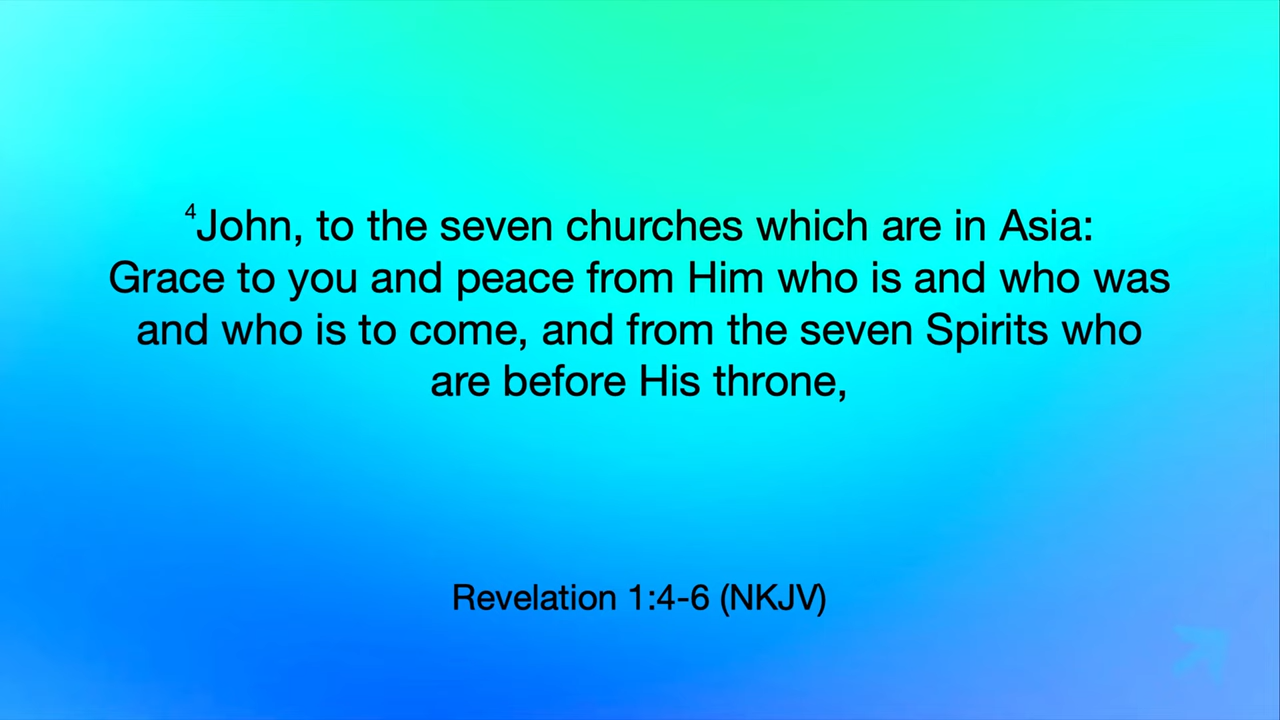 4John, to the seven churches which are in Asia:
Grace to you and peace from Him who is and who was
and who is to come, and from the seven Spirits who
are before His throne,
Revelation 1:4-6 (NKJV)